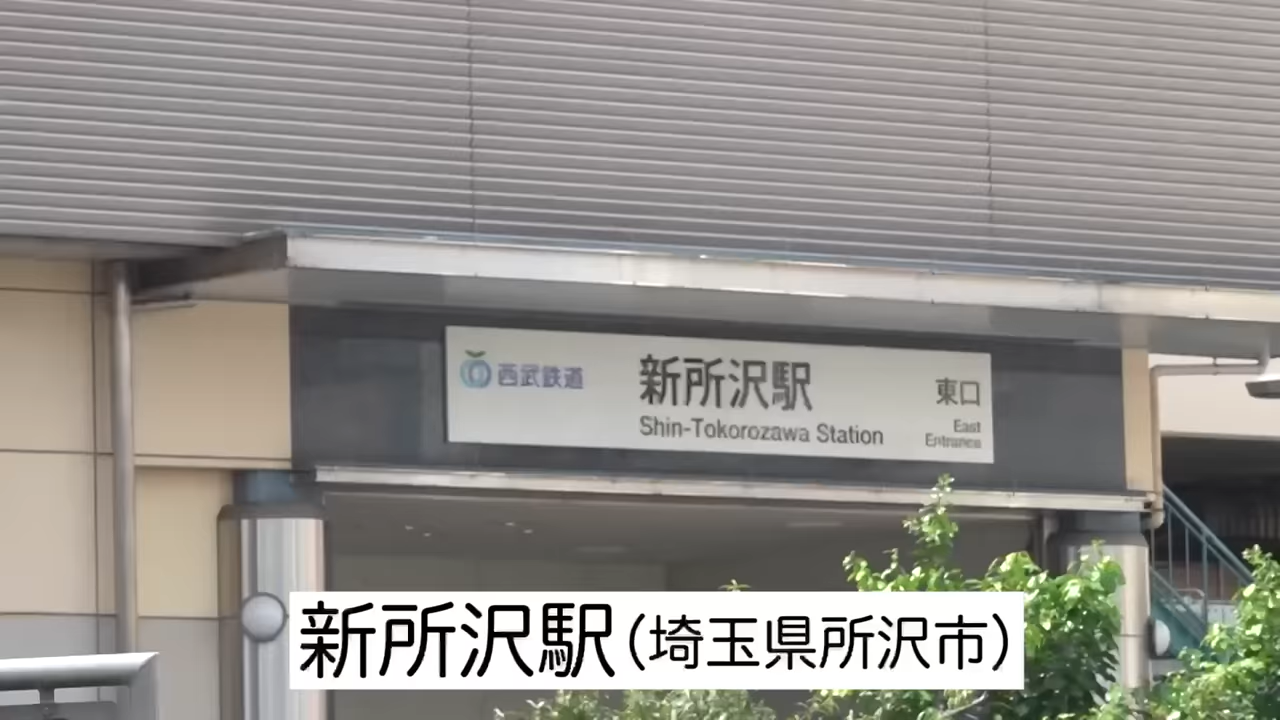 西武鉄道
新所沢駅
Shin-Tokorozawa Station
東口
East
Entrance
新所沢駅(埼玉県所沢市)